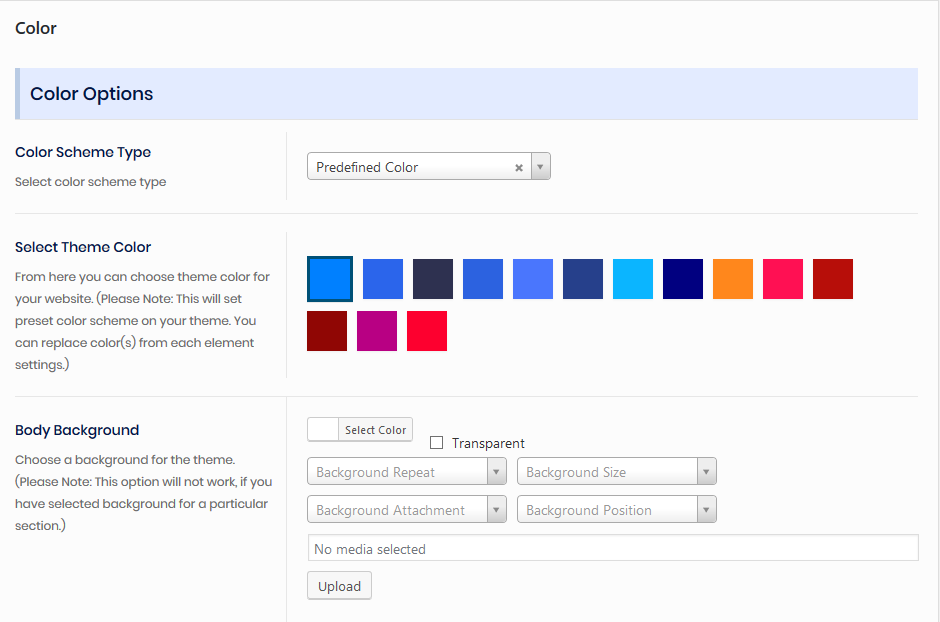 Color
Color Options
Color Scheme Type
Select color scheme type
Predefined Color
Select Theme Color
From here you can choose theme color for
your website. (Please Note: This will set
preset color scheme on your theme. You
can replace color(s) from each element
settings.)
Body Background
Choose a background for the theme.
(Please Note: This option will not work, if you
have selected background for a particular
section.)
Select Color
Transparent
Background Repeat
Background Size
Background Attachment
Background Position
No media selected
Upload